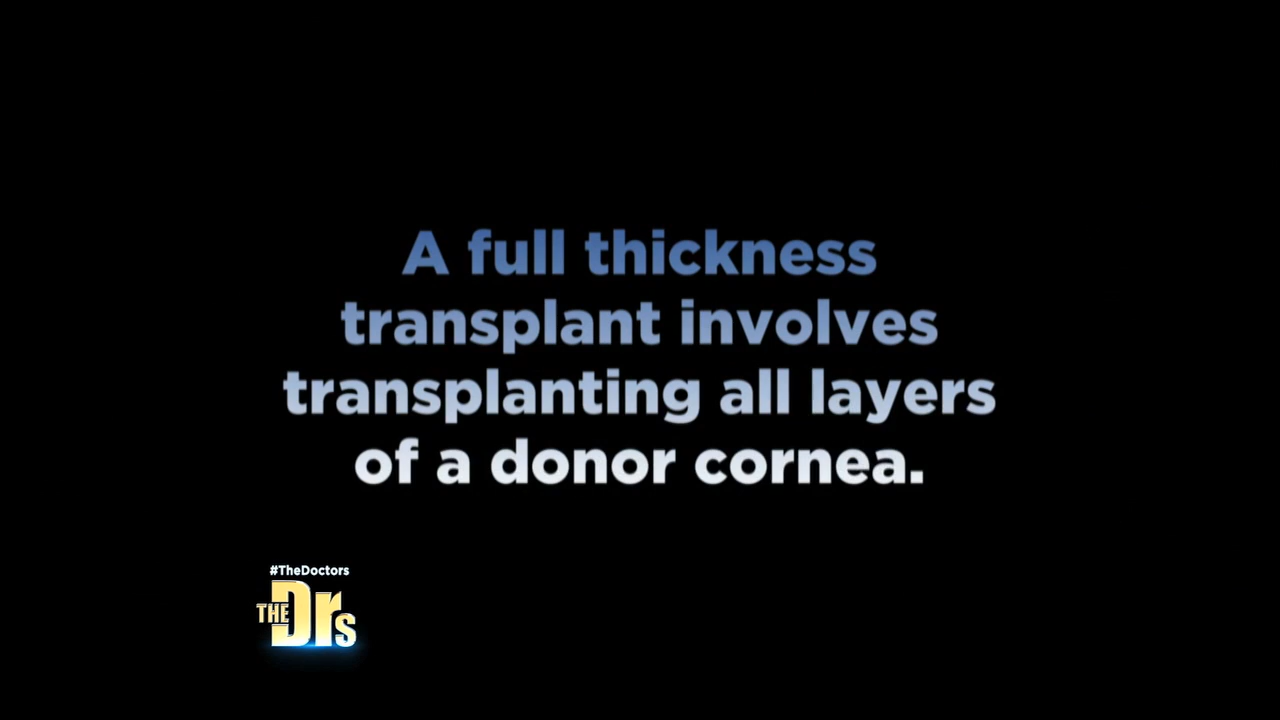 A full thickness
transplant involves
transplanting all layers
of a donor cornea.
#TheDoctors
THE Drs